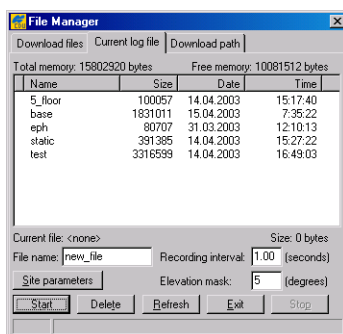 File Manager
Download files Current log file Download path
Total memory: 15802920 bytes Free memory: 10081512 bytes
Name Size Date Time
5_floor 100057 14.04.2003 15:17:40
base 1831011 15.04.2003 7:35:22
eph 80707 31.03.2003 12:10:13
static 391385 14.04.2003 15:27:22
test 3316599 14.04.2003 16:49:03
Current file: <none> Size: 0 bytes
File name: new_file Recording interval: 1.00 (seconds)
Site parameters Elevation mask: 5 (degrees)
Start Delete Refresh Exit Stop